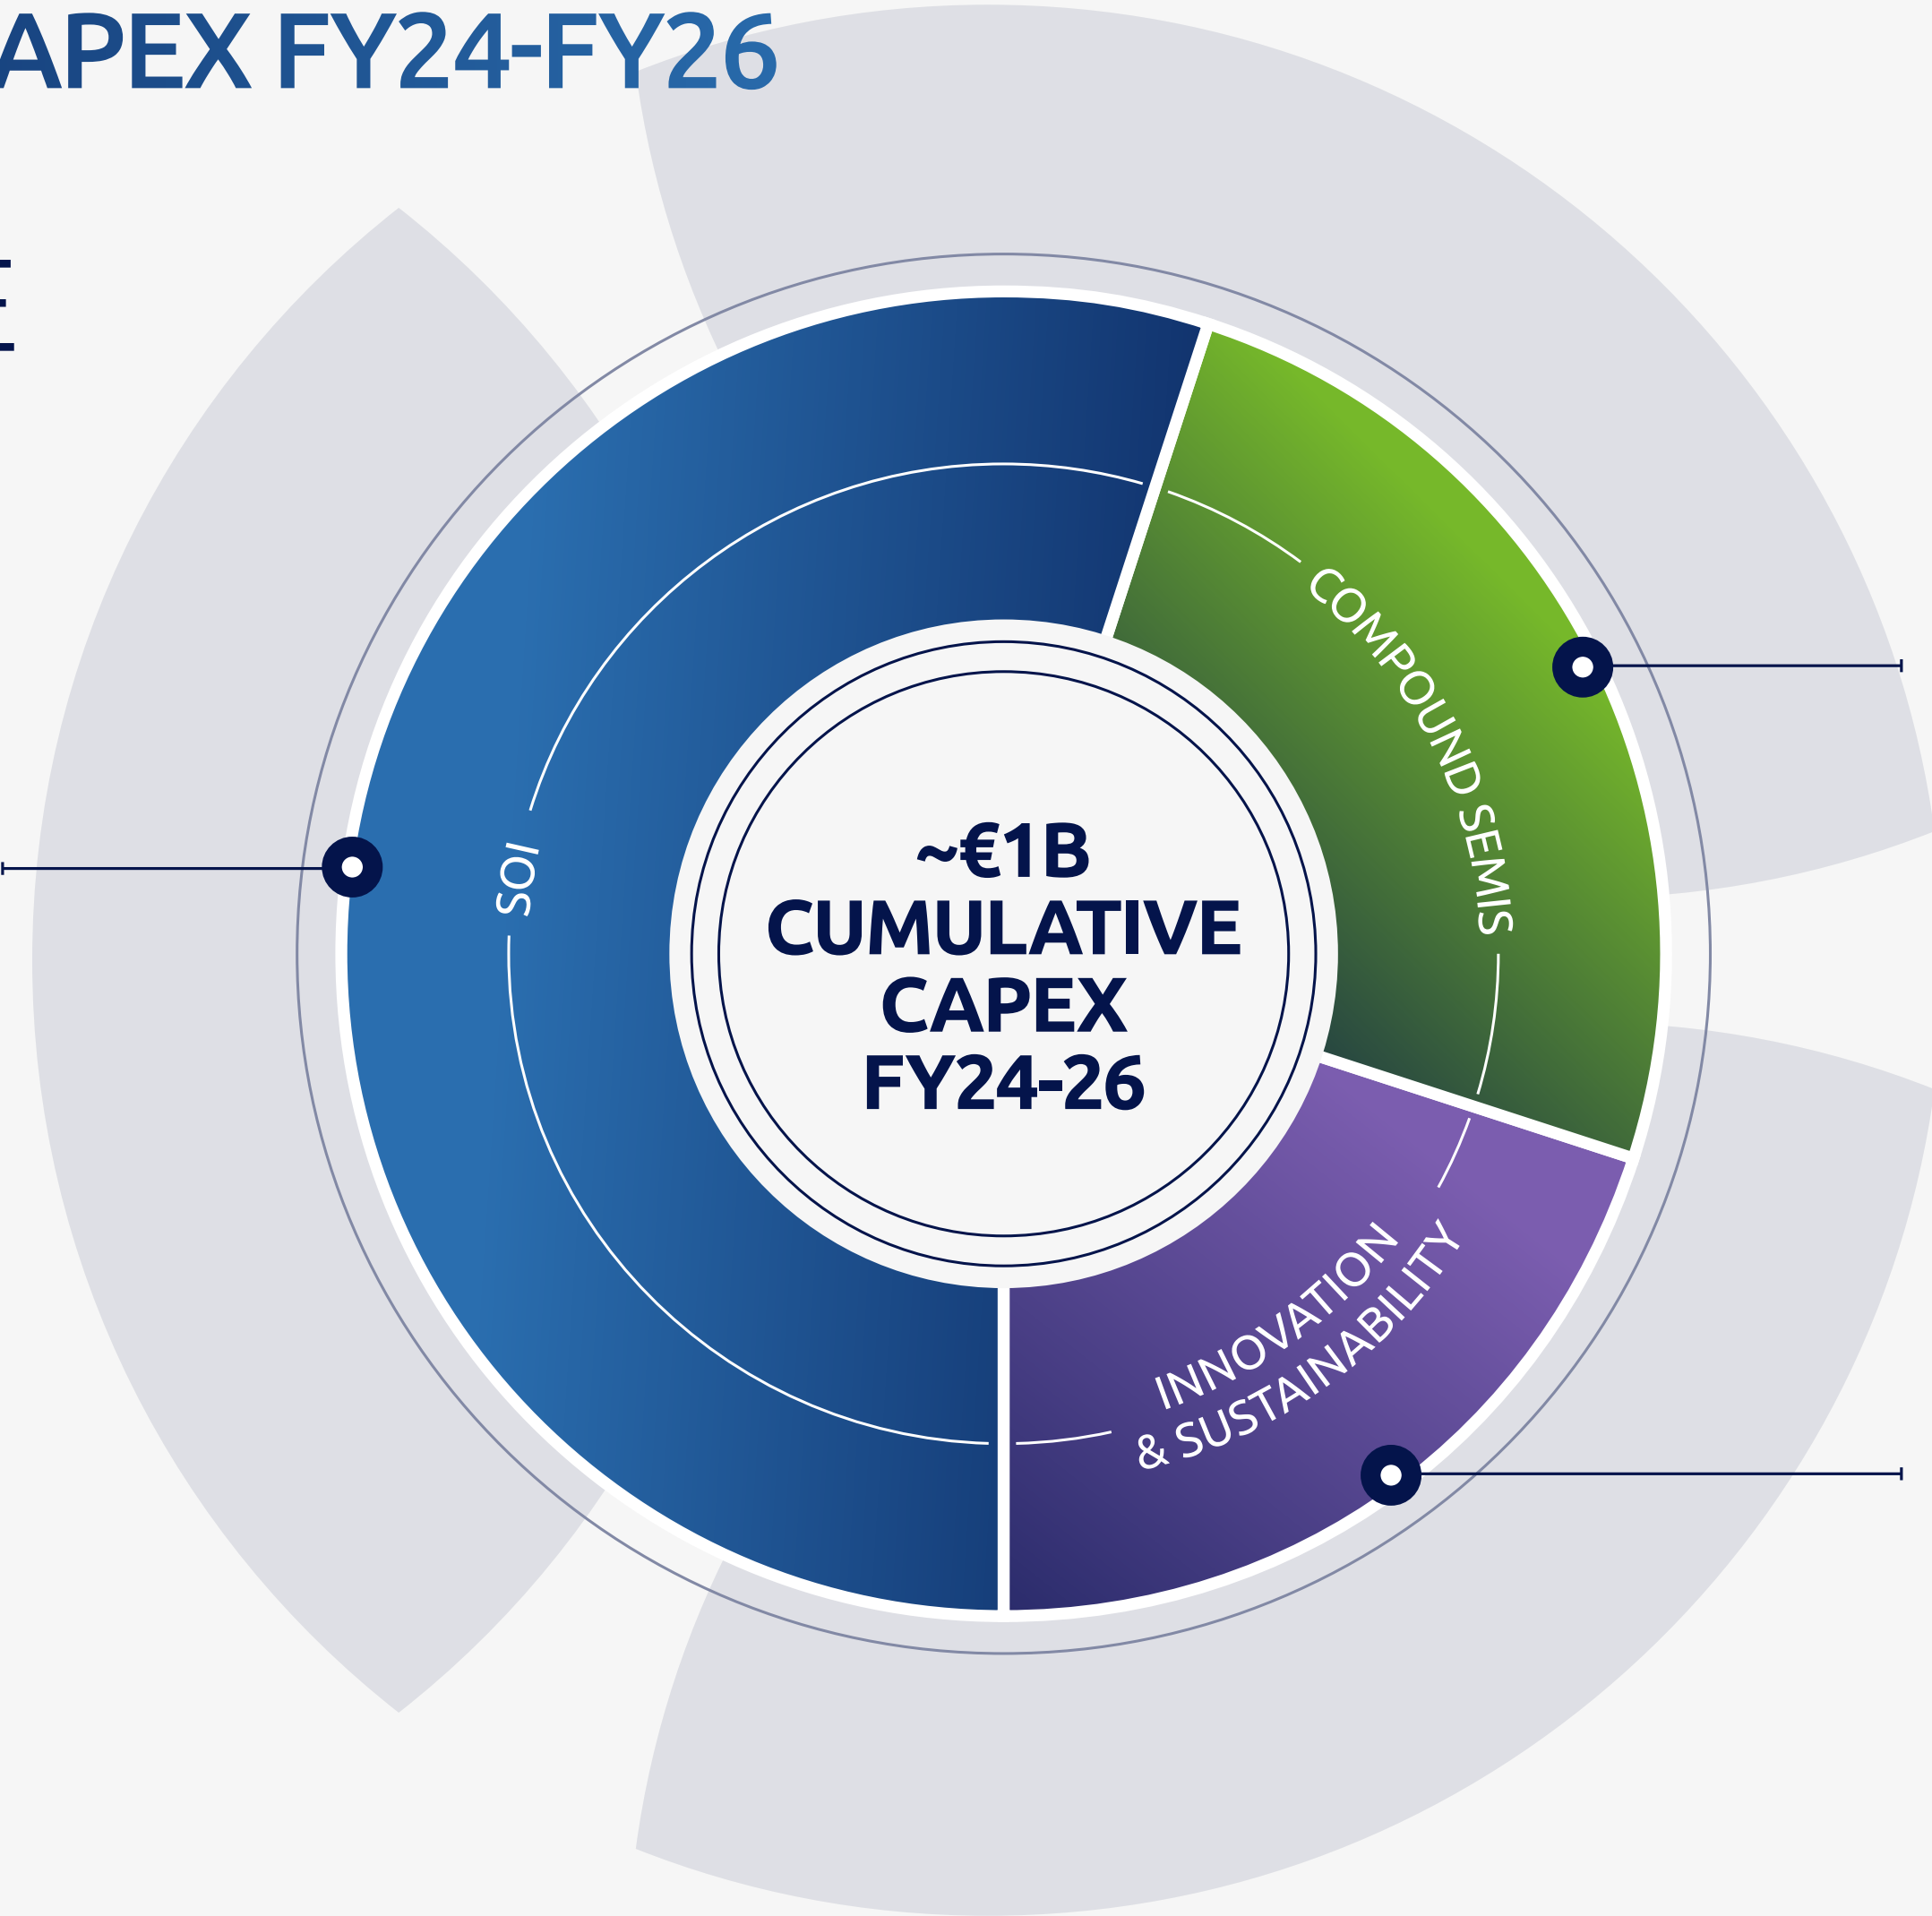 APEX FY24-FY26
SOI
COMPOUND SEMIS
~€1B
CUMULATIVE
CAPEX
FY24-26
INNOVATION
& SUSTAINABILITY